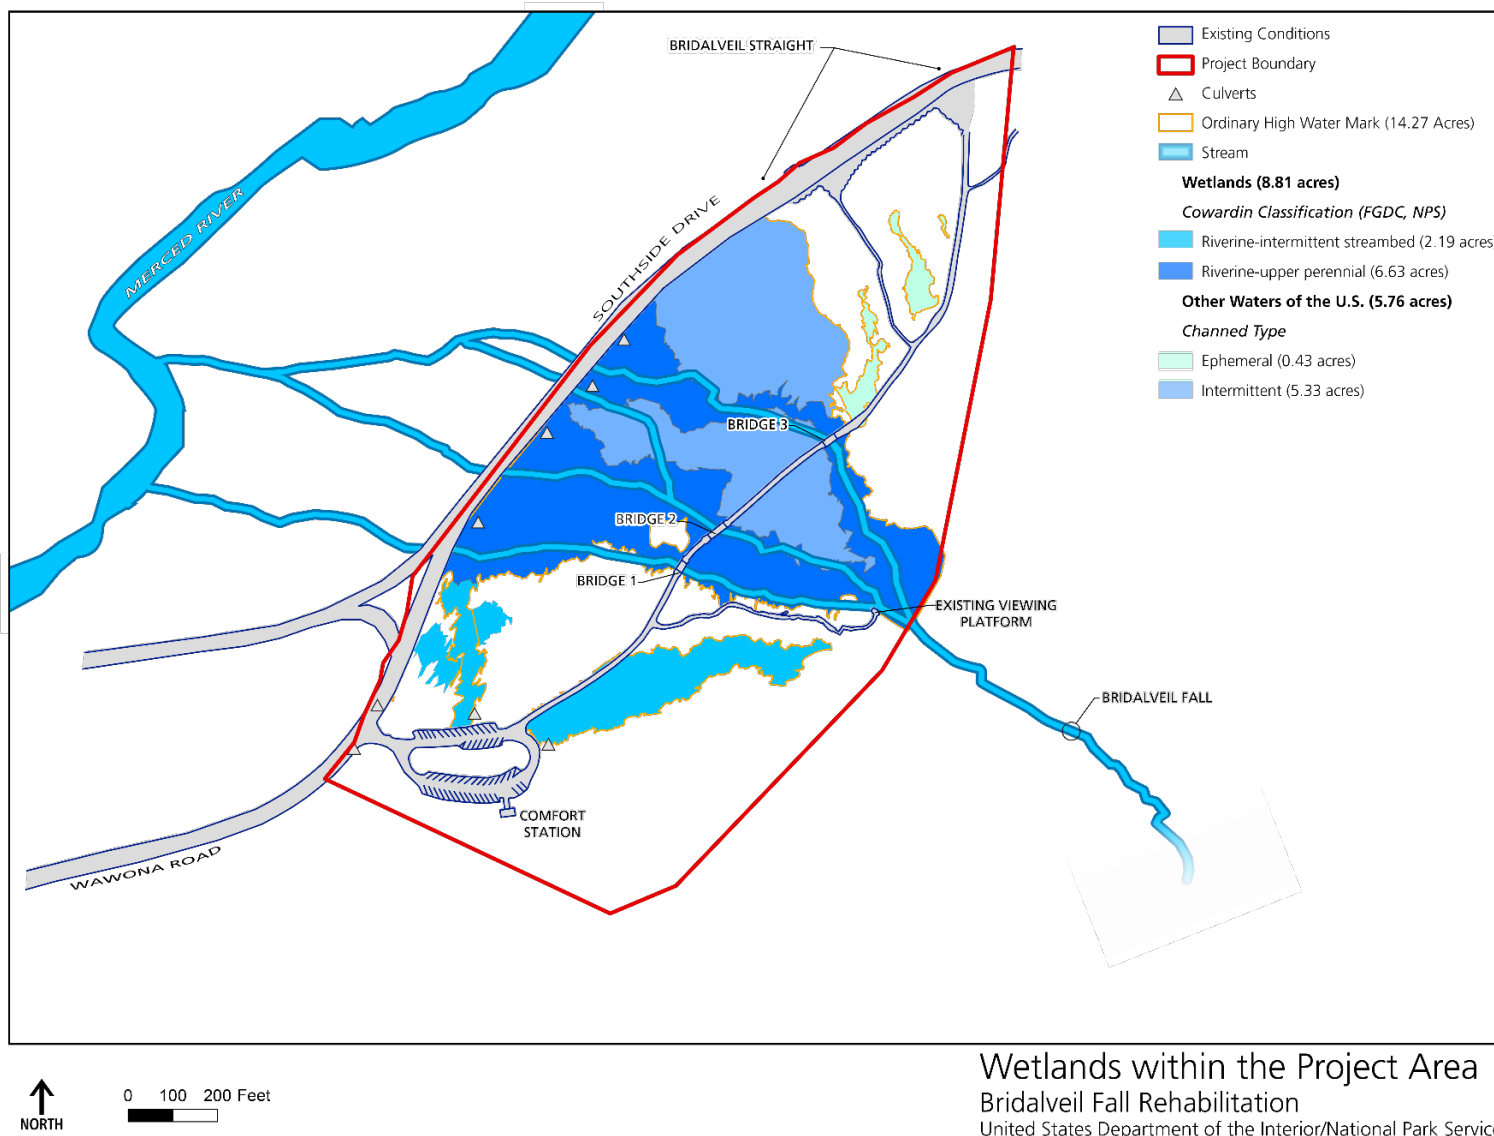 BRIDALVEIL STRAIGHT
MERCED RIVER
SOUTHSIDE DRIVE
BRIDGE 3
BRIDGE 2
BRIDGE 1
EXISTING VIEWING
PLATFORM
BRIDALVEIL FALL
COMFORT
STATION
WAWONA ROAD
Existing Conditions
Project Boundary
Culverts
Ordinary High Water Mark (14.27 Acres)
Stream
Wetlands (8.81 acres)
Cowardin Classification (FGDC, NPS)
Riverine-intermittent streambed (2.19 acres)
Riverine-upper perennial (6.63 acres)
Other Waters of the U.S. (5.76 acres)
Channed Type
Ephemeral (0.43 acres)
Intermittent (5.33 acres)
NORTH
0 100 200 Feet
Wetlands within the Project Area
Bridalveil Fall Rehabilitation
United States Department of the Interior/National Park Service